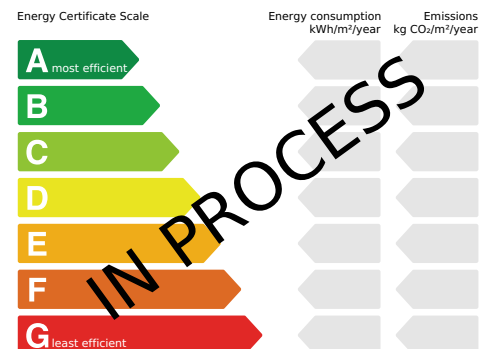 Energy Certificate Scale
Energy consumption
kWh/m²/year
Emissions
kg CO₂/m²/year
A most efficient
B
C
D
E
F
G least efficient
IN PROCESS